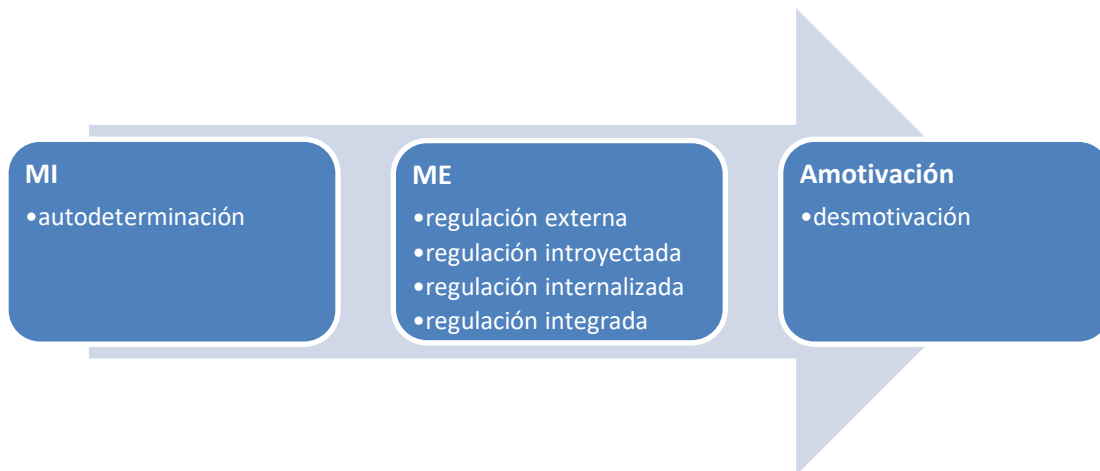 MI
•autodeterminación
ME
•regulación externa
•regulación introyectada
•regulación internalizada
•regulación integrada
Amotivación
•desmotivación